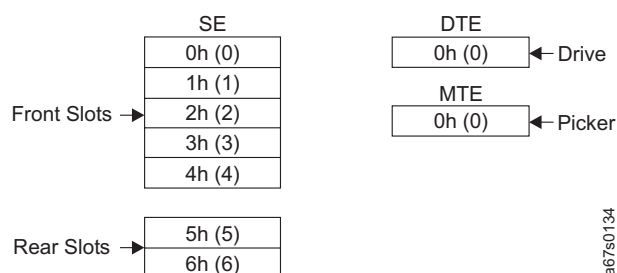 SE
0h (0)
1h (1)
Front Slots
2h (2)
3h (3)
4h (4)
Rear Slots
5h (5)
6h (6)
DTE
0h (0)
Drive
MTE
0h (0)
Picker
a67s0134